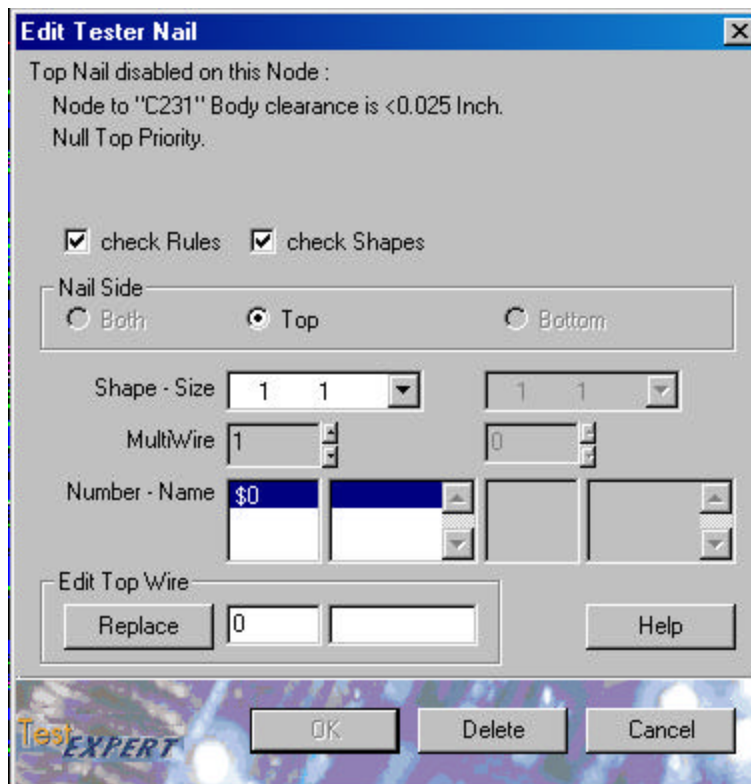 Edit Tester Nail
Top Nail disabled on this Node :
Node to "C231" Body clearance is <0.025 Inch.
Null Top Priority.
check Rules check Shapes
Nail Side
Both Top Bottom
Shape - Size 1 1 1 1
MultiWire 1 0
Number - Name $0
Edit Top Wire
Replace 0 Help
Test EXPERT OK Delete Cancel